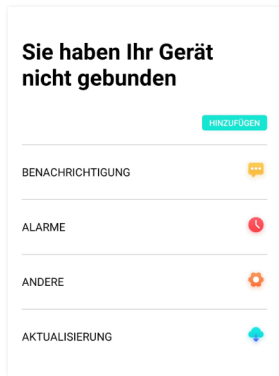 Sie haben Ihr Gerät
nicht gebunden
HINZUFÜGEN
BENACHRICHTIGUNG
ALARME
ANDERE
AKTUALISIERUNG